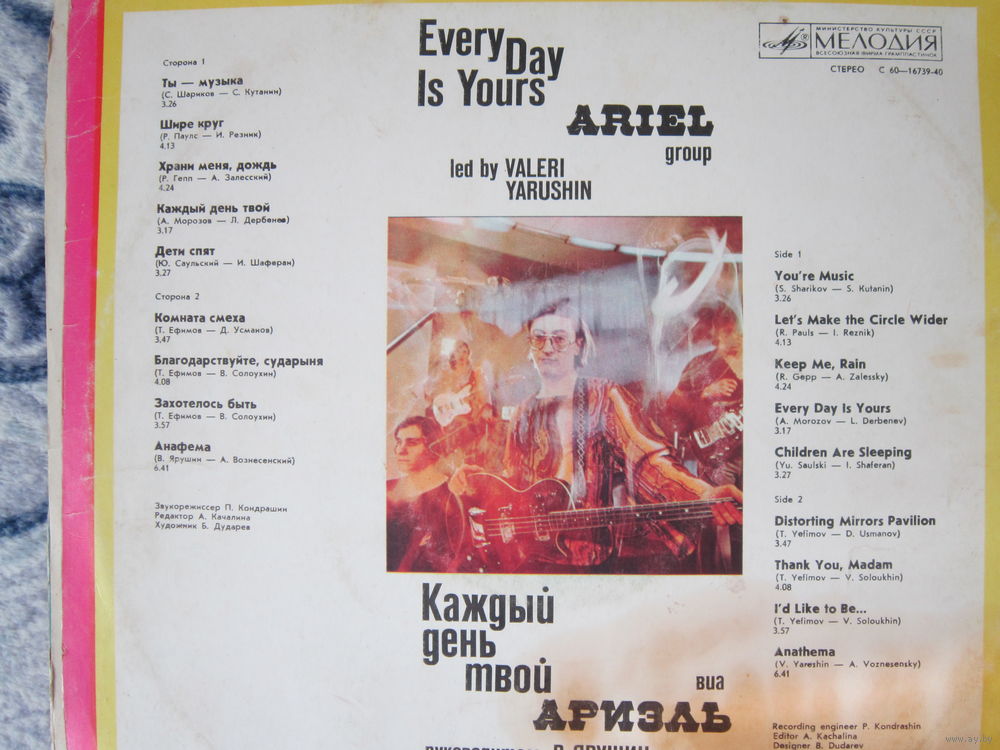 Сторона 1
Ты — музыка
(С. Шариков — С. Кутанин)
3.26
Шире круг
(Р. Паулс — И. Резник)
4.13
Храни меня, дождь
(Р. Гепп — А. Залесский)
4.24
Каждый день твой
(А. Морозов — Л. Дербенев)
3.17
Дети спят
(Ю. Саульский — И. Шаферан)
3.27
Сторона 2
Комната смеха
(Т. Ефимов — Д. Усманов)
3.47
Благодарствуйте, сударыня
(Т. Ефимов — В. Солоухин)
4.08
Захотелось быть
(Т. Ефимов — В. Солоухин)
3.57
Анафема
(В. Ярушин — А. Вознесенский)
6.41
Звукорежиссер П. Кондрашин
Редактор А. Качалина
Художник Б. Дударев
Every Day
Is Yours
ARIEL
group
led by VALERI
YARUSHIN
Каждый
день
твой
виа
АРИЭЛЬ
руководитель В. ЯРУШИН
МИНИСТЕРСТВО КУЛЬТУРЫ СССР
МЕЛОДИЯ
ВСЕСОЮЗНАЯ ФИРМА ГРАМПЛАСТИНОК
СТЕРЕО С 60—16739-40
Side 1
You're Music
(S. Sharikov — S. Kutanin)
3.26
Let's Make the Circle Wider
(R. Pauls — I. Reznik)
4.13
Keep Me, Rain
(R. Gepp — A. Zalessky)
4.24
Every Day Is Yours
(A. Morozov — L. Derbenev)
3.17
Children Are Sleeping
(Yu. Saulski — I. Shaferan)
3.27
Side 2
Distorting Mirrors Pavilion
(T. Yefimov — D. Usmanov)
3.47
Thank You, Madam
(T. Yefimov — V. Soloukhin)
4.08
I'd Like to Be...
(T. Yefimov — V. Soloukhin)
3.57
Anathema
(V. Yareshin — A. Voznesensky)
6.41
Recording engineer P. Kondrashin
Editor A. Kachalina
Designer B. Dudarev
www.ay.by